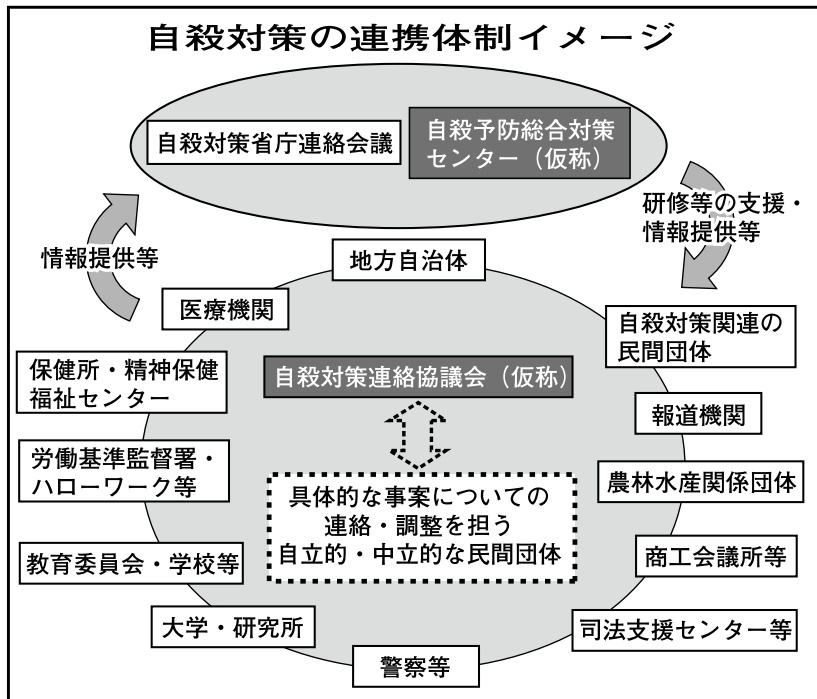 自殺対策の連携体制イメージ
自殺対策省庁連絡会議
自殺予防総合対策
センター（仮称）
情報提供等
研修等の支援・
情報提供等
地方自治体
医療機関
自殺対策関連の
民間団体
保健所・精神保健
福祉センター
自殺対策連絡協議会（仮称）
報道機関
労働基準監督署・
ハローワーク等
具体的な事案についての
連絡・調整を担う
自立的・中立的な民間団体
農林水産関係団体
教育委員会・学校等
商工会議所等
大学・研究所
司法支援センター等
警察等